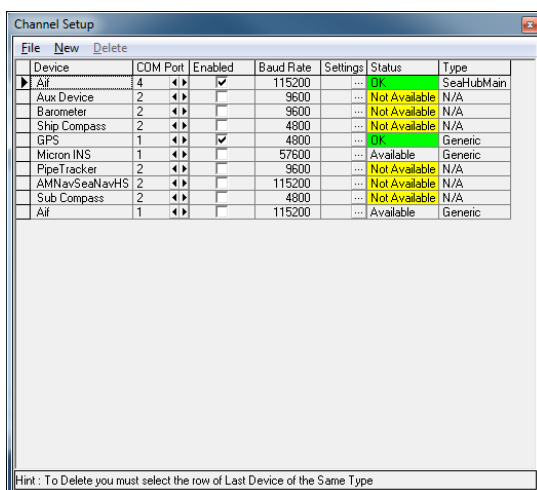 Channel Setup
File New Delete
Device COM Port Enabled Baud Rate Settings Status Type
Aif 4 115200 ... OK SeaHubMain
Aux Device 2 9600 ... Not Available N/A
Barometer 2 9600 ... Not Available N/A
Ship Compass 2 4800 ... Not Available N/A
GPS 1 4800 ... OK Generic
Micron INS 1 57600 ... Available Generic
PipeTracker 2 9600 ... Not Available N/A
AMNavSeaNavHS 2 115200 ... Not Available N/A
Sub Compass 2 4800 ... Not Available N/A
Aif 1 115200 ... Available Generic
Hint : To Delete you must select the row of Last Device of the Same Type